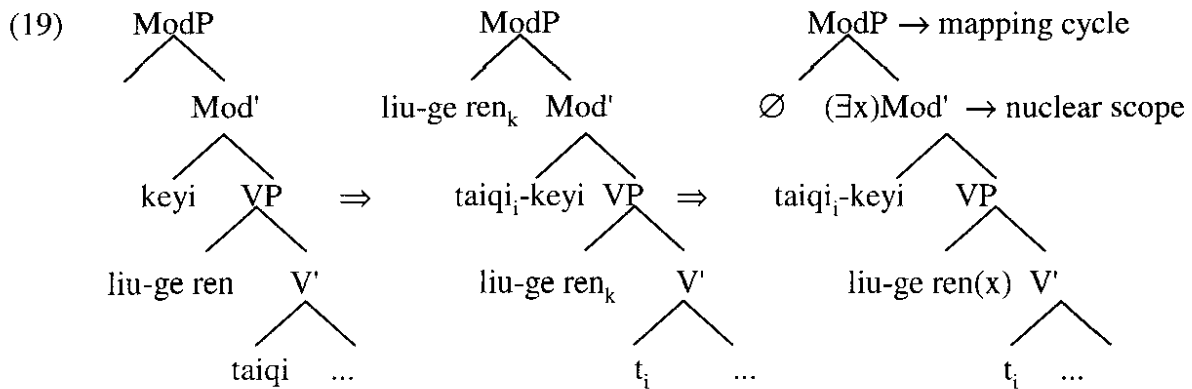 (19) ModP ModP ModP → mapping cycle
Mod' liu-ge ren_k Mod' ∅ (∃x)Mod' → nuclear scope
keyi VP ⇒ taiqi_i-keyi VP ⇒ taiqi_i-keyi VP
liu-ge ren V' liu-ge ren_k V' liu-ge ren(x) V'
taiqi ... t_i ... t_i ...